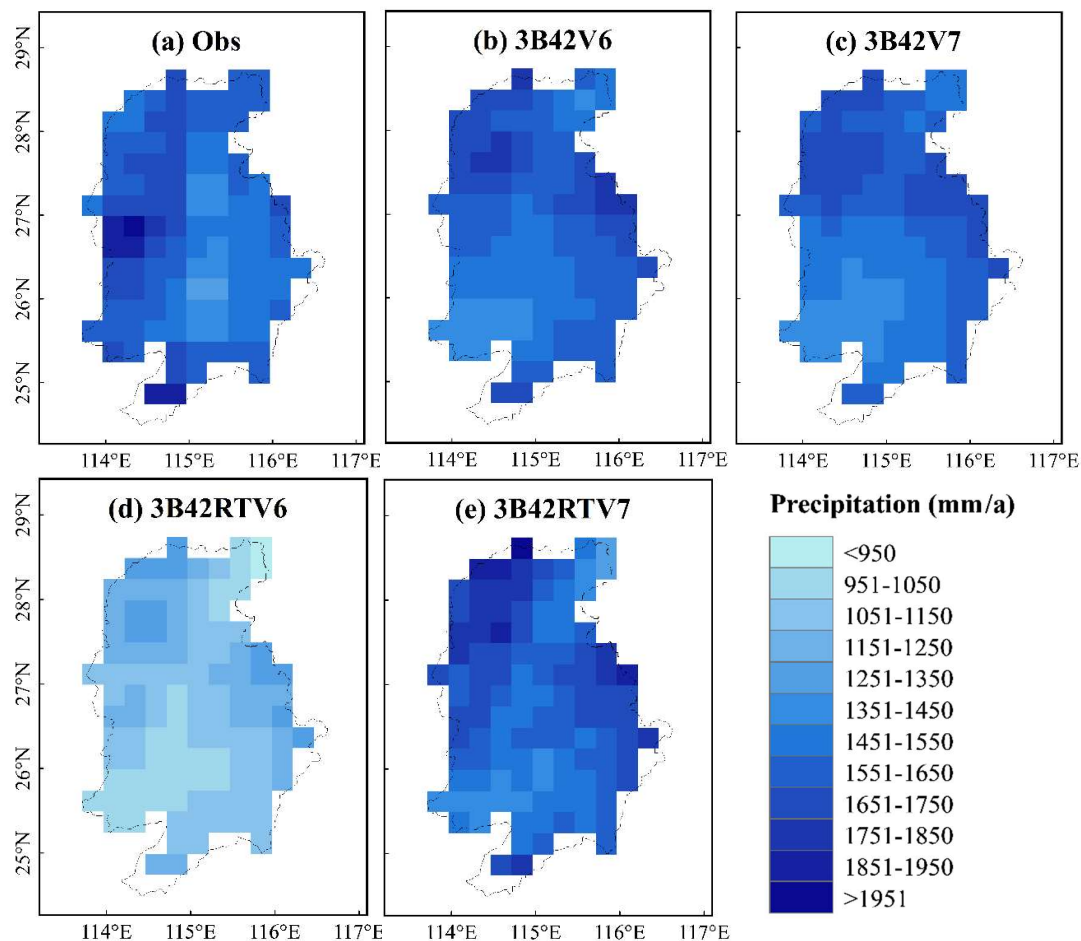 (a) Obs
(b) 3B42V6
(c) 3B42V7
29°N
28°N
27°N
26°N
25°N
114°E 115°E 116°E 117°E
114°E 115°E 116°E 117°E
114°E 115°E 116°E 117°E
(d) 3B42RTV6
(e) 3B42RTV7
29°N
28°N
27°N
26°N
25°N
114°E 115°E 116°E 117°E
114°E 115°E 116°E 117°E
Precipitation (mm/a)
<950
951-1050
1051-1150
1151-1250
1251-1350
1351-1450
1451-1550
1551-1650
1651-1750
1751-1850
1851-1950
>1951